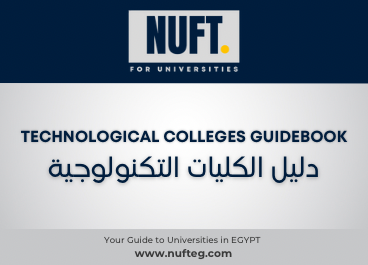 NUFT.
FOR UNIVERSITIES
TECHNOLOGICAL COLLEGES GUIDEBOOK
دليل الكليات التكنولوجية
Your Guide to Universities in EGYPT
www.nufteg.com